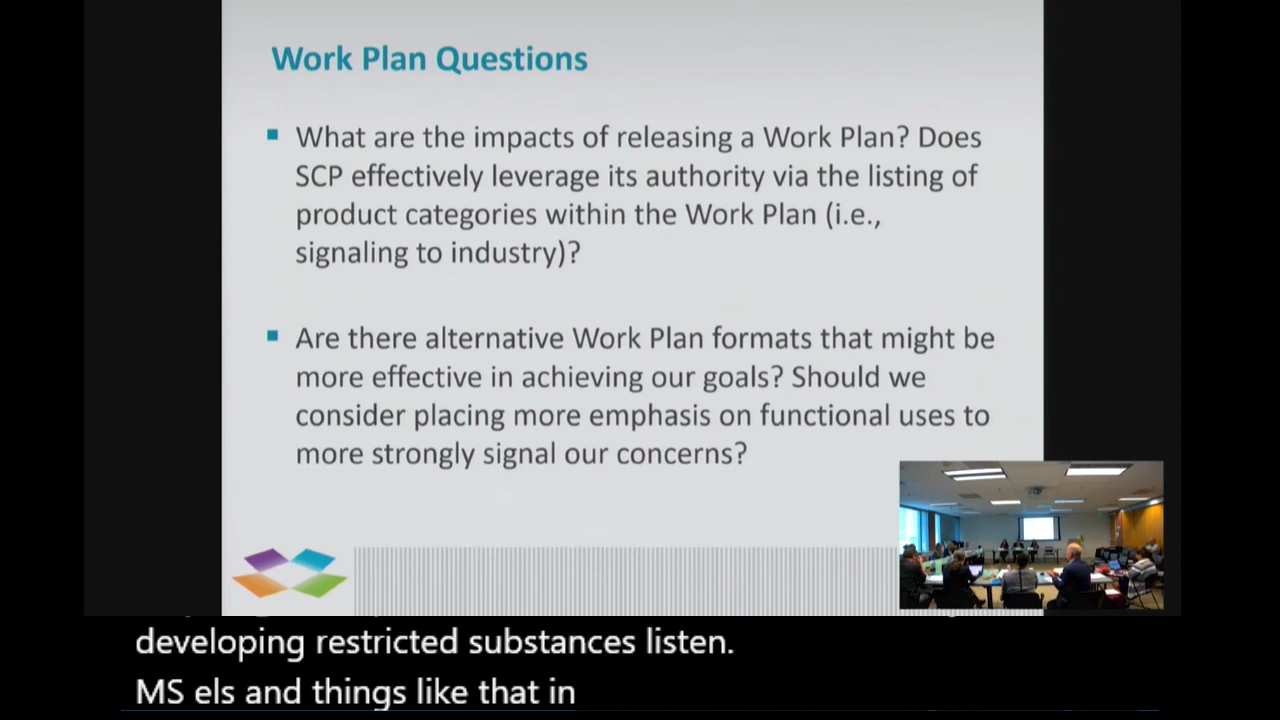 Work Plan Questions
What are the impacts of releasing a Work Plan? Does
SCP effectively leverage its authority via the listing of
product categories within the Work Plan (i.e.,
signaling to industry)?
Are there alternative Work Plan formats that might be
more effective in achieving our goals? Should we
consider placing more emphasis on functional uses to
more strongly signal our concerns?
developing restricted substances listen.
MS els and things like that in